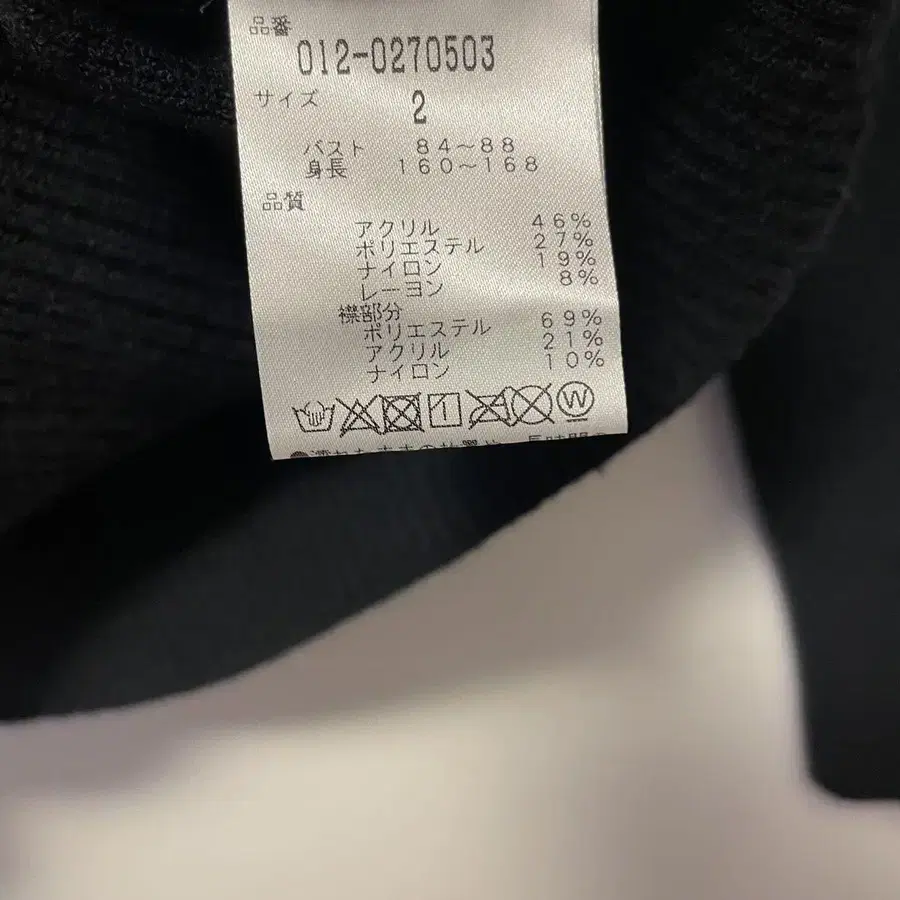 品番
012-0270503
サイズ 2
バスト 84～88
身長 160～168
品質
アクリル 46%
ポリエステル 27%
ナイロン 19%
レーヨン 8%
襟部分
ポリエステル 69%
アクリル 21%
ナイロン 10%
W